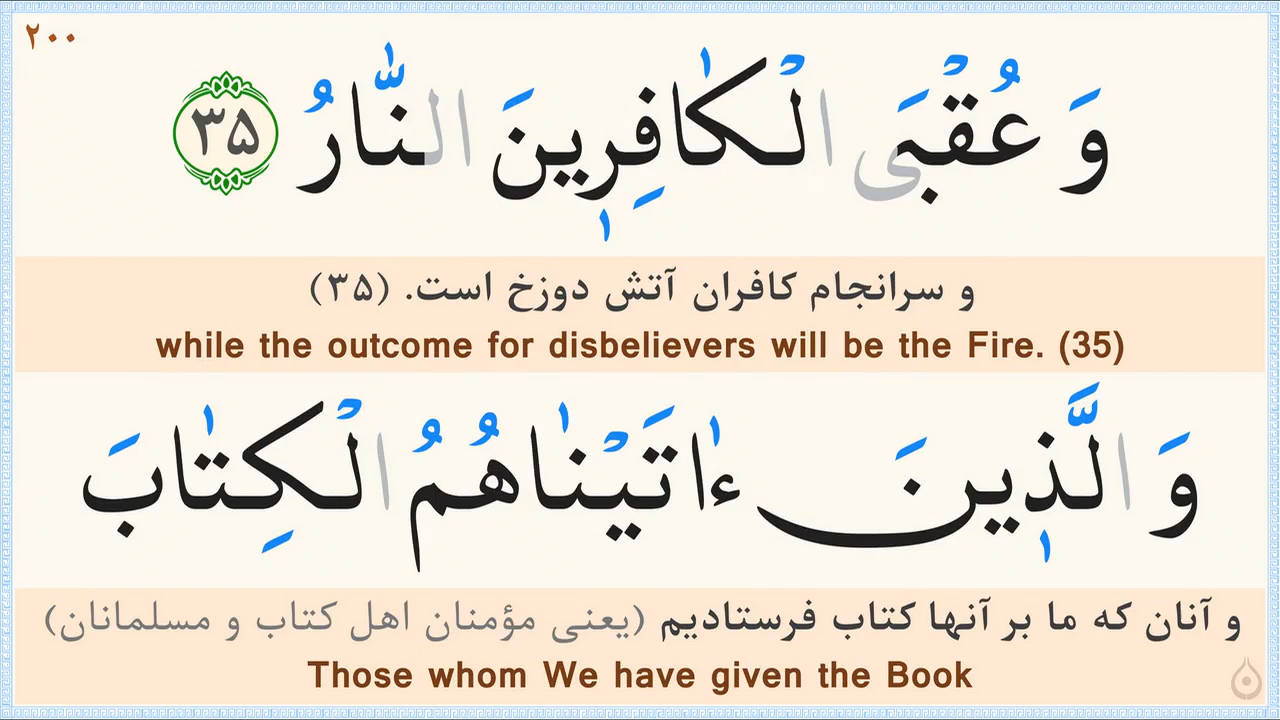 ۲۰۰
وَ عُقْبَى الْكَافِرِينَ النَّارُ ۳۵
و سرانجام کافران آتش دوزخ است. (۳۵)
while the outcome for disbelievers will be the Fire. (35)
وَ الَّذِينَ ءَاتَيْنَاهُمُ الْكِتَابَ
و آنان که ما بر آنها کتاب فرستادیم (یعنی مؤمنان اهل کتاب و مسلمانان)
Those whom We have given the Book